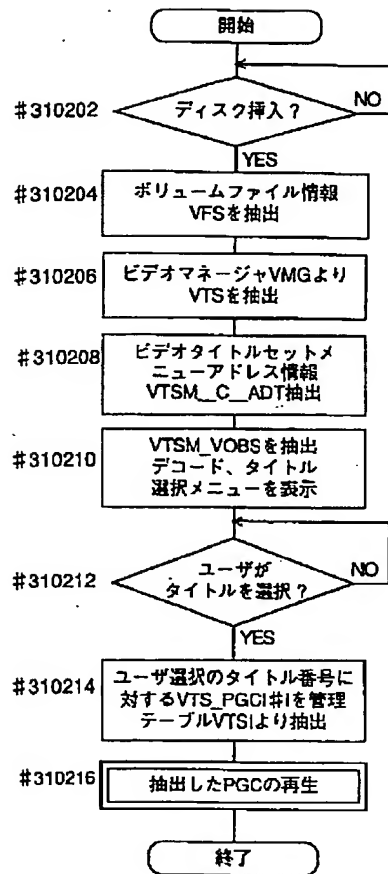 開始
#310202
ディスク挿入?
NO
YES
#310204
ボリュームファイル情報
VFSを抽出
#310206
ビデオマネージャVMGより
VTSを抽出
#310208
ビデオタイトルセットメ
ニューアドレス情報
VTSM__C__ADT抽出
#310210
VTSM_VOBSを抽出
デコード、タイトル
選択メニューを表示
#310212
ユーザが
タイトルを選択?
NO
YES
#310214
ユーザ選択のタイトル番号に
対するVTS_PGCI#Iを管理
テーブルVTSIより抽出
#310216
抽出したPGCの再生
終了